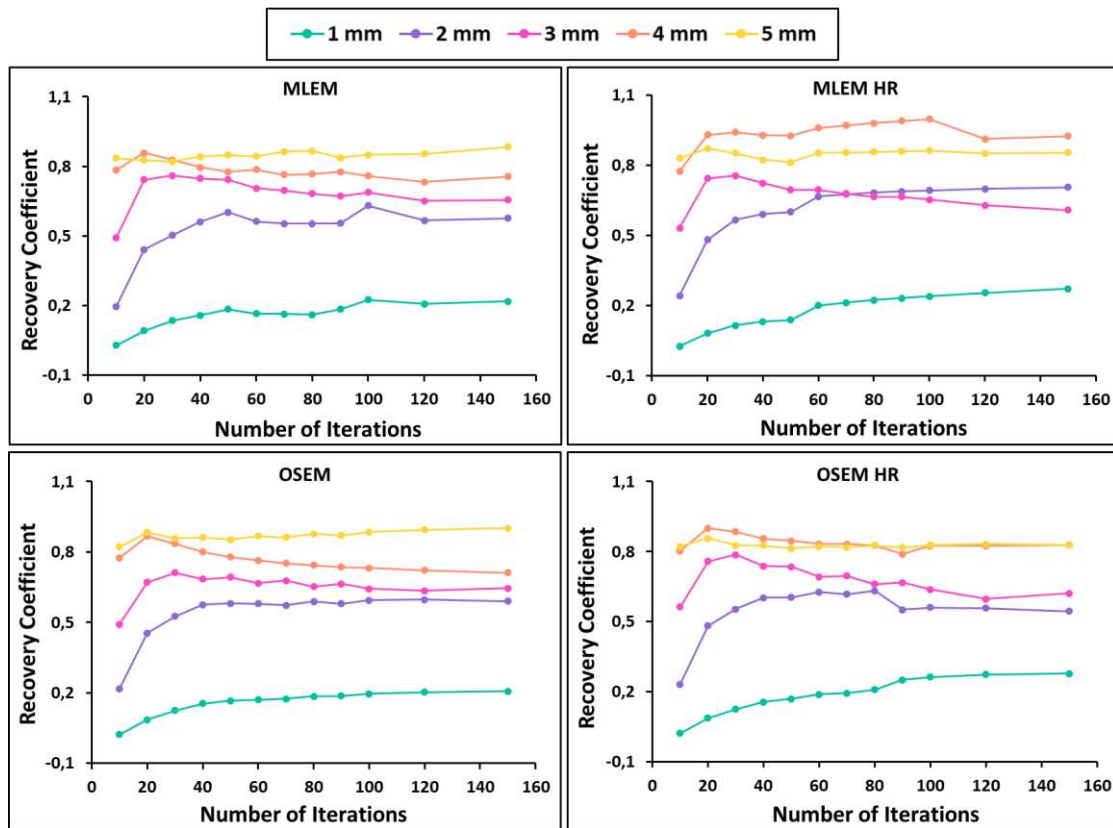 1 mm 2 mm 3 mm 4 mm 5 mm
MLEM
1,1
0,8
0,5
0,2
-0,1
0 20 40 60 80 100 120 140 160
Recovery Coefficient
Number of Iterations
MLEM HR
1,1
0,8
0,5
0,2
-0,1
0 20 40 60 80 100 120 140 160
Recovery Coefficient
Number of Iterations
OSEM
1,1
0,8
0,5
0,2
-0,1
0 20 40 60 80 100 120 140 160
Recovery Coefficient
Number of Iterations
OSEM HR
1,1
0,8
0,5
0,2
-0,1
0 20 40 60 80 100 120 140 160
Recovery Coefficient
Number of Iterations